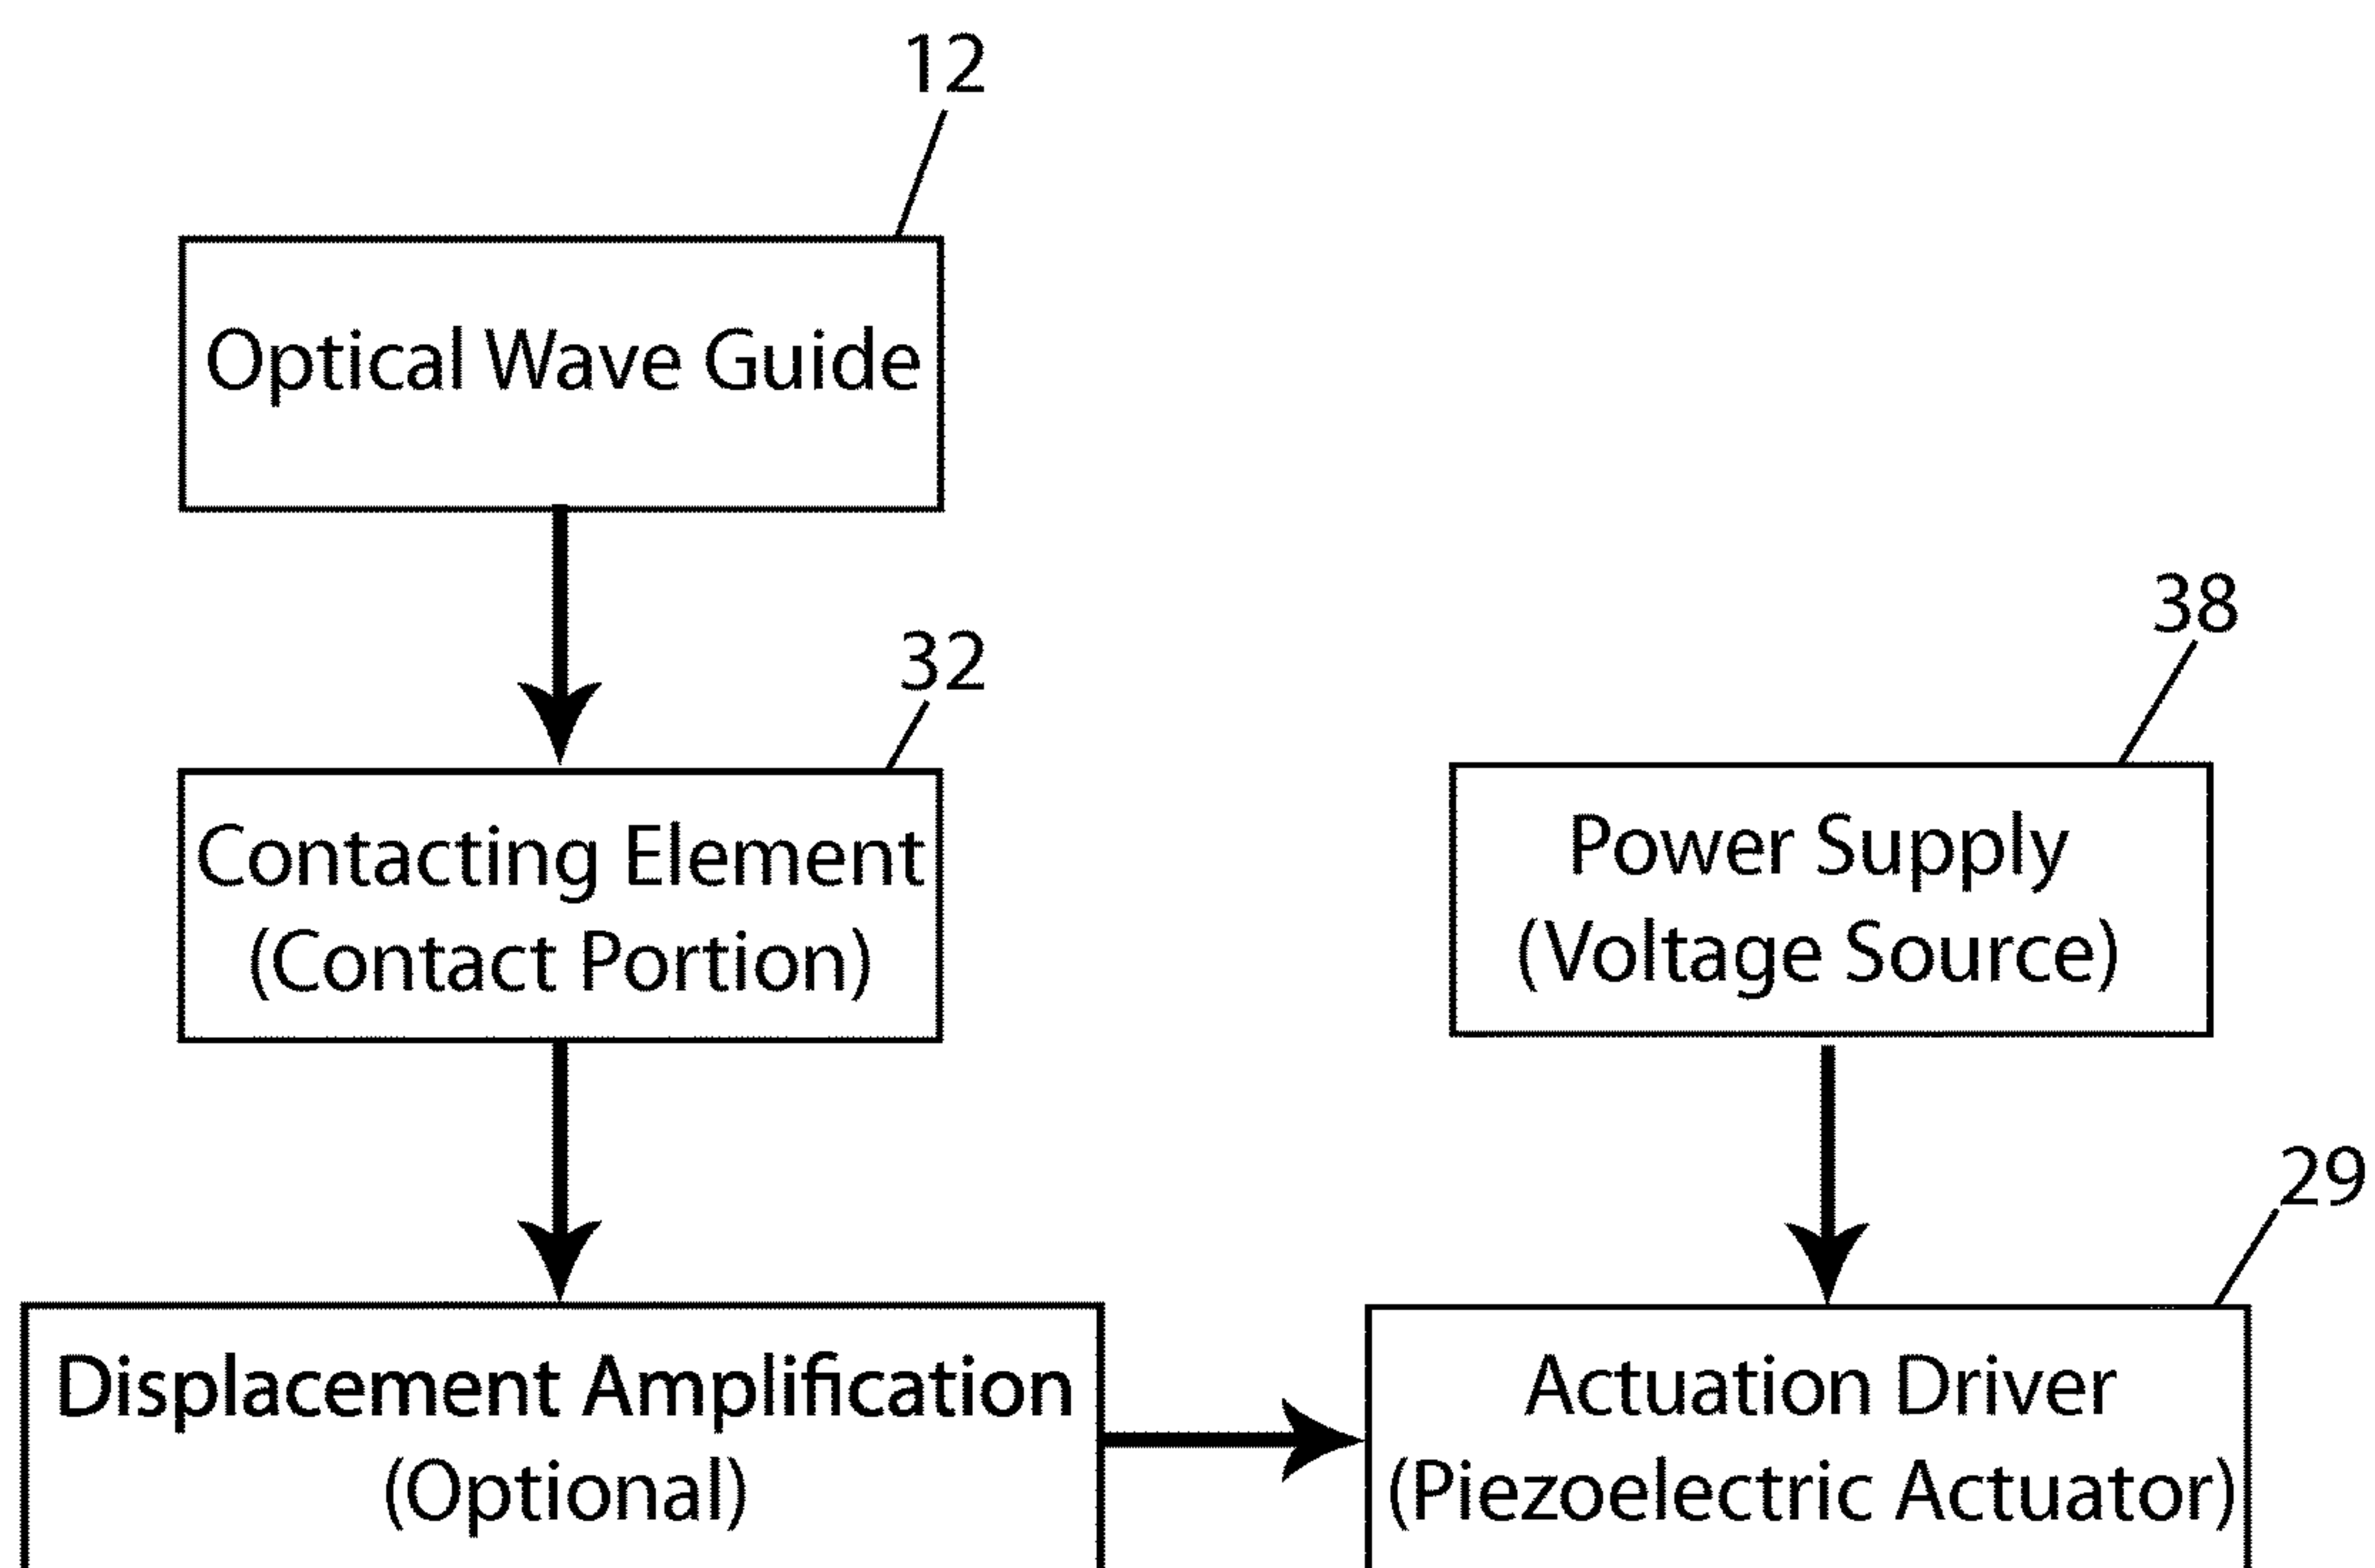 12
Optical Wave Guide
32
Contacting Element
(Contact Portion)
38
Power Supply
(Voltage Source)
29
Displacement Amplification
(Optional)
Actuation Driver
(Piezoelectric Actuator)